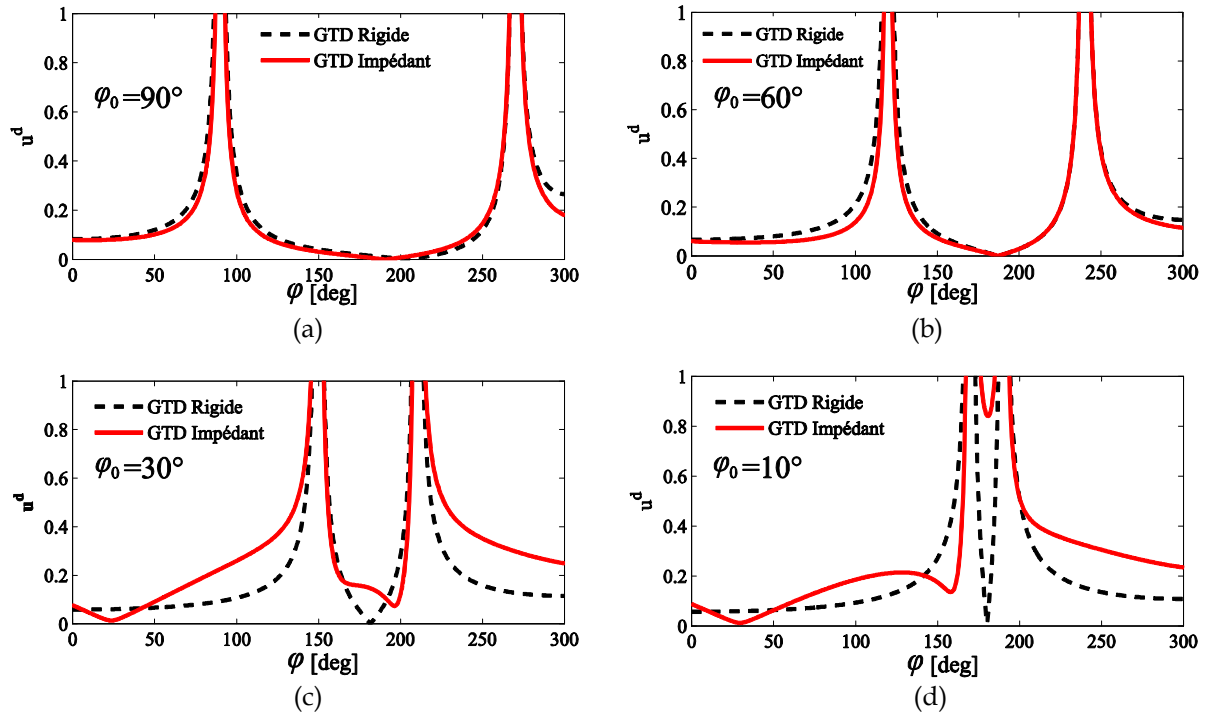 1
0.8
0.6
0.4
0.2
0
u^d
GTD Rigide
GTD Impédant
φ₀=90°
0 50 100 150 200 250 300
φ [deg]
(a)
1
0.8
0.6
0.4
0.2
0
u^d
GTD Rigide
GTD Impédant
φ₀=60°
0 50 100 150 200 250 300
φ [deg]
(b)
1
0.8
0.6
0.4
0.2
0
u^d
GTD Rigide
GTD Impédant
φ₀=30°
0 50 100 150 200 250 300
φ [deg]
(c)
1
0.8
0.6
0.4
0.2
0
u^d
GTD Rigide
GTD Impédant
φ₀=10°
0 50 100 150 200 250 300
φ [deg]
(d)